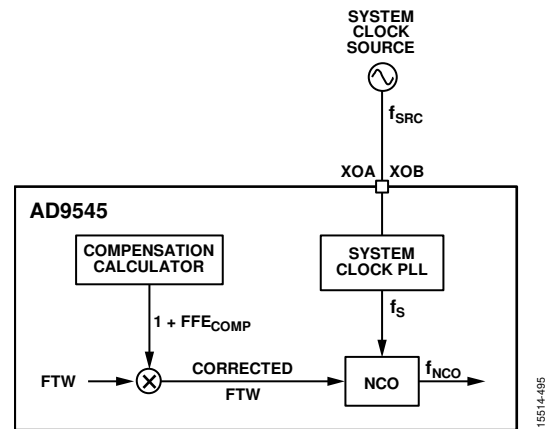 SYSTEM
CLOCK
SOURCE
fSRC
XOA XOB
AD9545
COMPENSATION
CALCULATOR
SYSTEM
CLOCK PLL
fS
1 + FFECOMP
FTW
CORRECTED
FTW
NCO
fNCO
15514-495